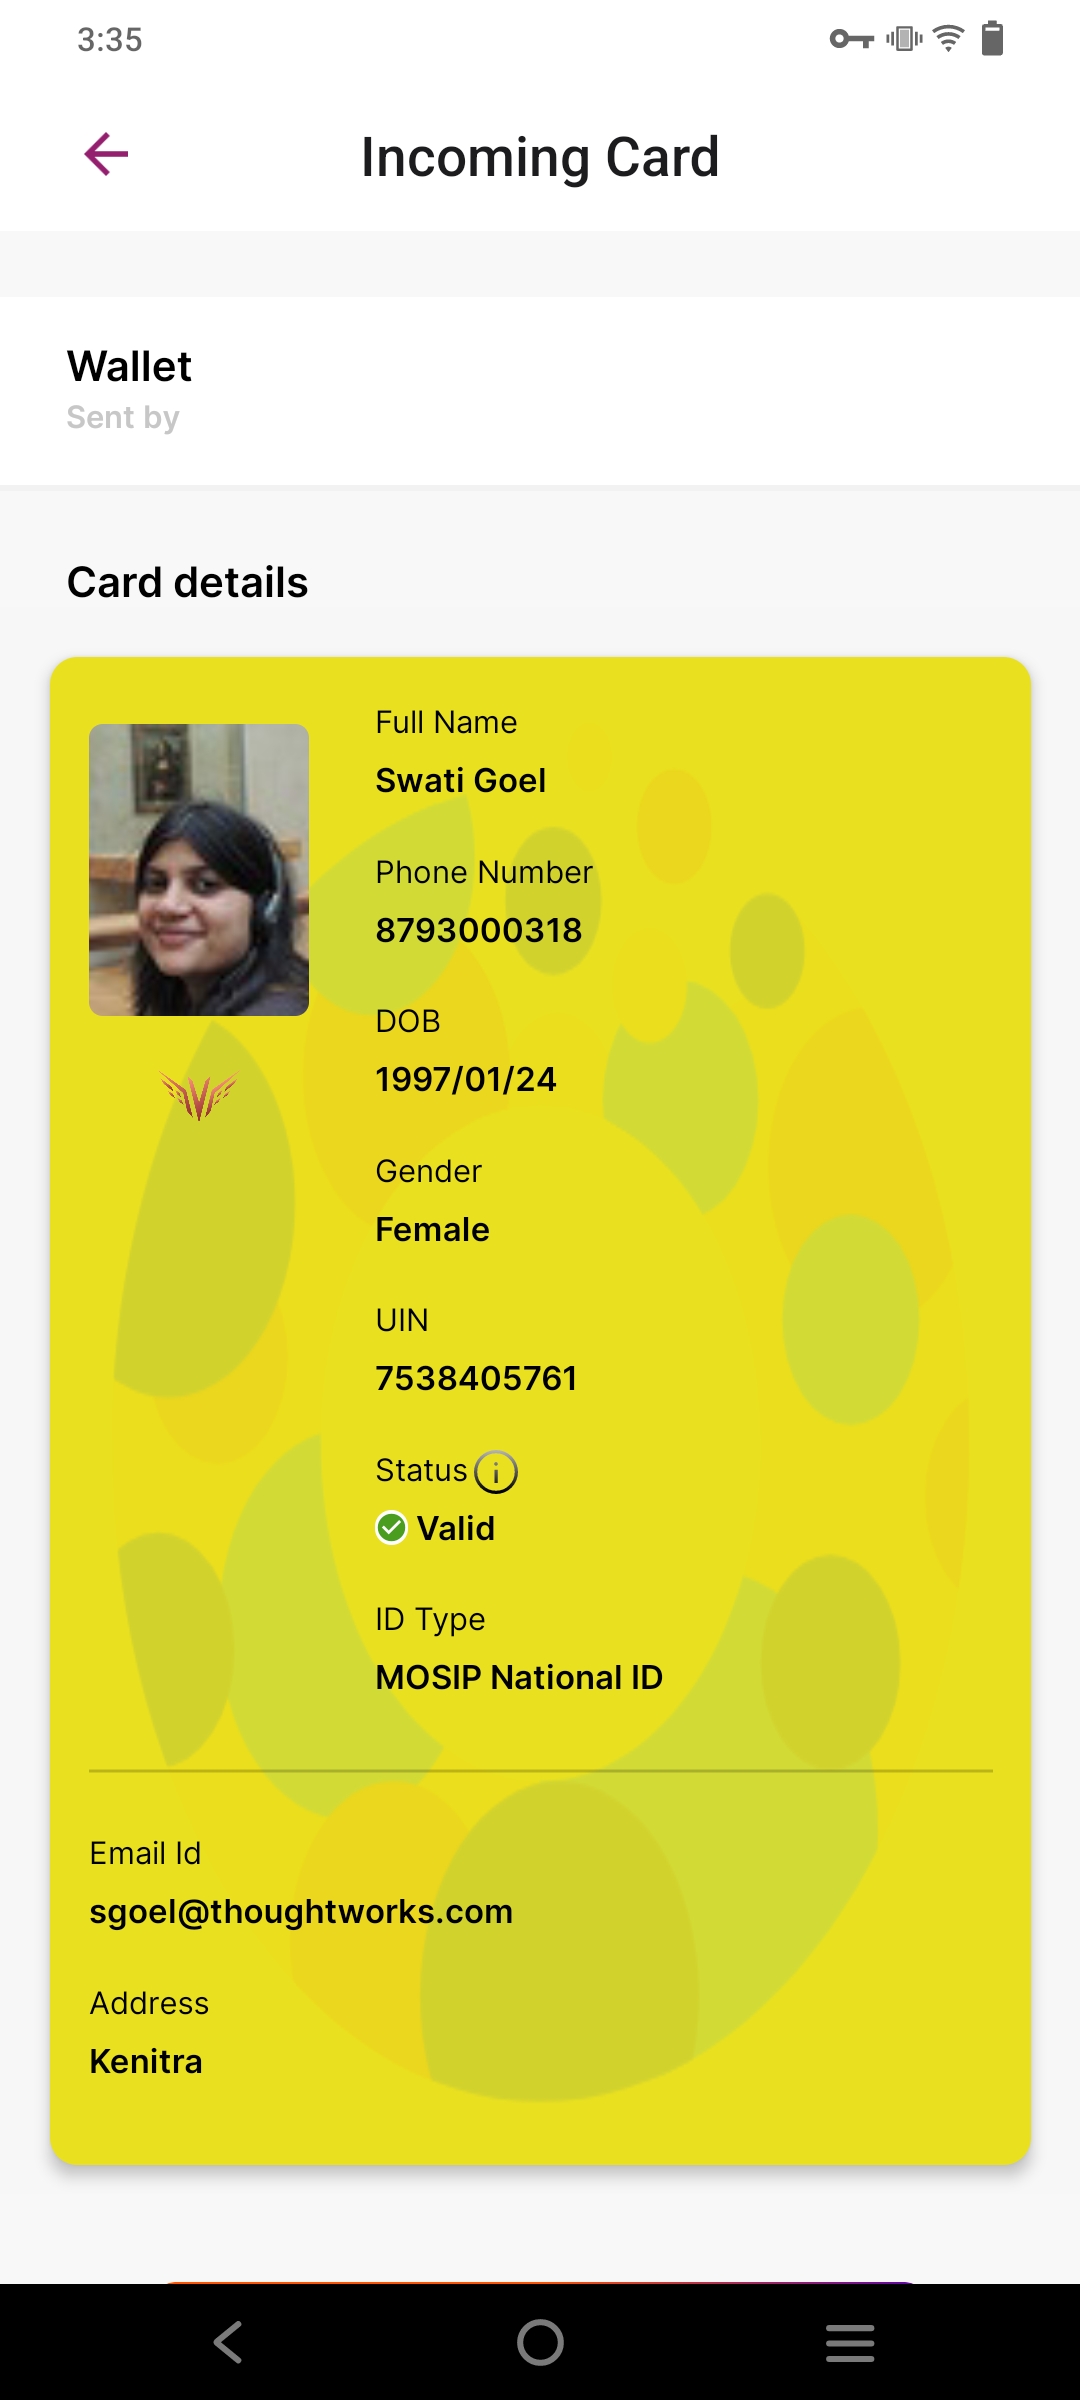 3:35
Incoming Card
Wallet
Sent by
Card details
Full Name
Swati Goel
Phone Number
8793000318
DOB
1997/01/24
Gender
Female
UIN
7538405761
Status
Valid
ID Type
MOSIP National ID
Email Id
sgoel@thoughtworks.com
Address
Kenitra